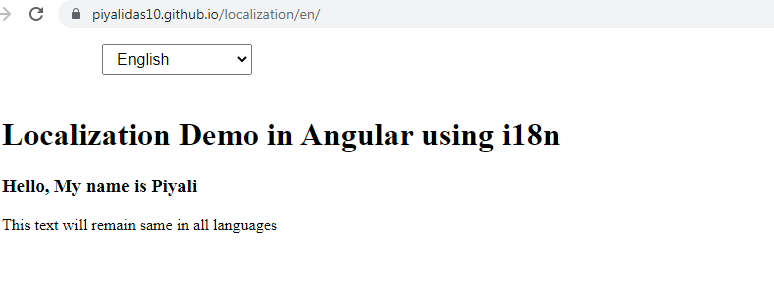 piyalidas10.github.io/localization/en/
English
Localization Demo in Angular using i18n
Hello, My name is Piyali
This text will remain same in all languages